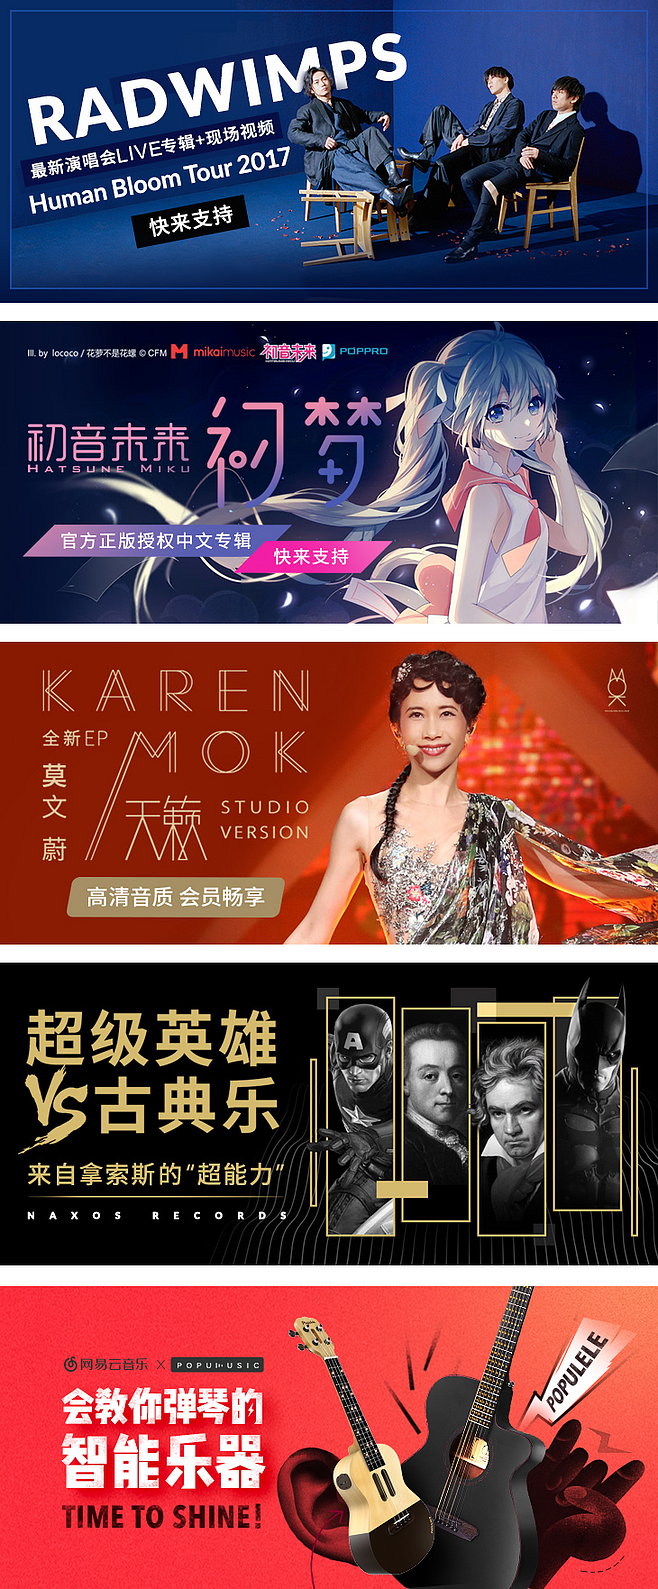 RADWIMPS
最新演唱会LIVE专辑+现场视频
Human Bloom Tour 2017
快来支持
Ill. by lococo / 花萝不是花螺 © CFM mikaimusic 初音未来 POPPRO
初音未来 初梦
HATSUNE MIKU
官方正版授权中文专辑
快来支持
KAREN
MOK
全新EP
莫文蔚
天籁
STUDIO
VERSION
高清音质 会员畅享
超级英雄
VS古典乐
来自拿索斯的“超能力”
NAXOS RECORDS
网易云音乐 X POPUMUSIC
会教你弹琴的
智能乐器
TIME TO SHINE!
POPULELE